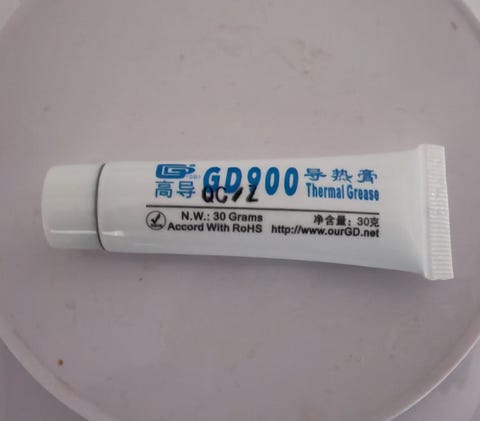 高导 GD900 导热膏
QC/Z Thermal Grease
N.W.: 30 Grams 净含量: 30克
Accord With RoHS http://www.ourGD.net